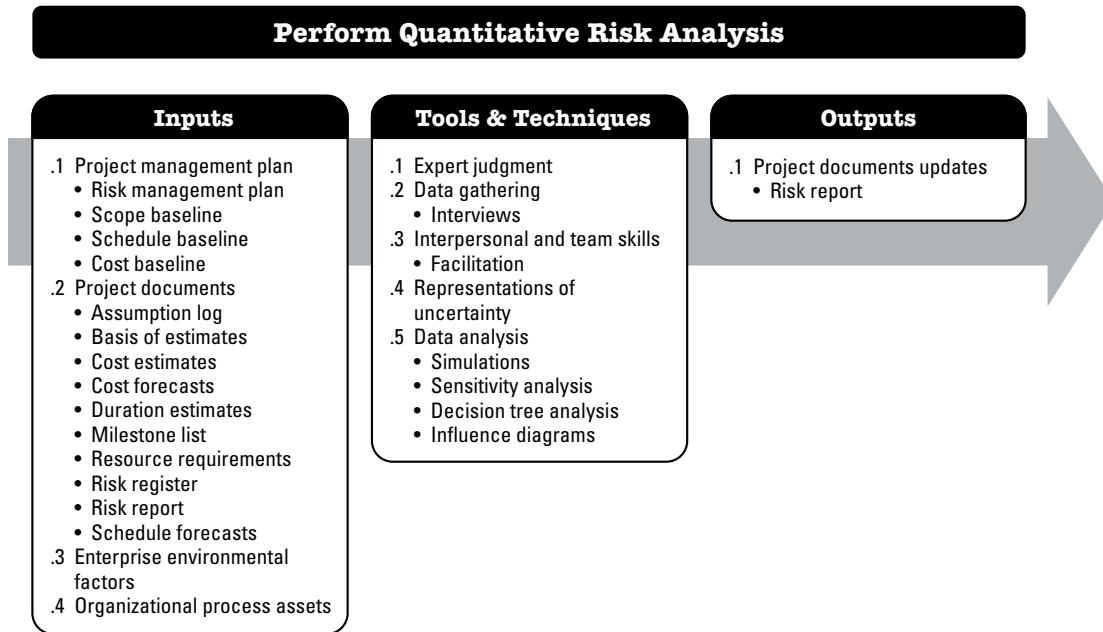 Perform Quantitative Risk Analysis
Inputs
.1 Project management plan
• Risk management plan
• Scope baseline
• Schedule baseline
• Cost baseline
.2 Project documents
• Assumption log
• Basis of estimates
• Cost estimates
• Cost forecasts
• Duration estimates
• Milestone list
• Resource requirements
• Risk register
• Risk report
• Schedule forecasts
.3 Enterprise environmental
factors
.4 Organizational process assets
Tools & Techniques
.1 Expert judgment
.2 Data gathering
• Interviews
.3 Interpersonal and team skills
• Facilitation
.4 Representations of
uncertainty
.5 Data analysis
• Simulations
• Sensitivity analysis
• Decision tree analysis
• Influence diagrams
Outputs
.1 Project documents updates
• Risk report